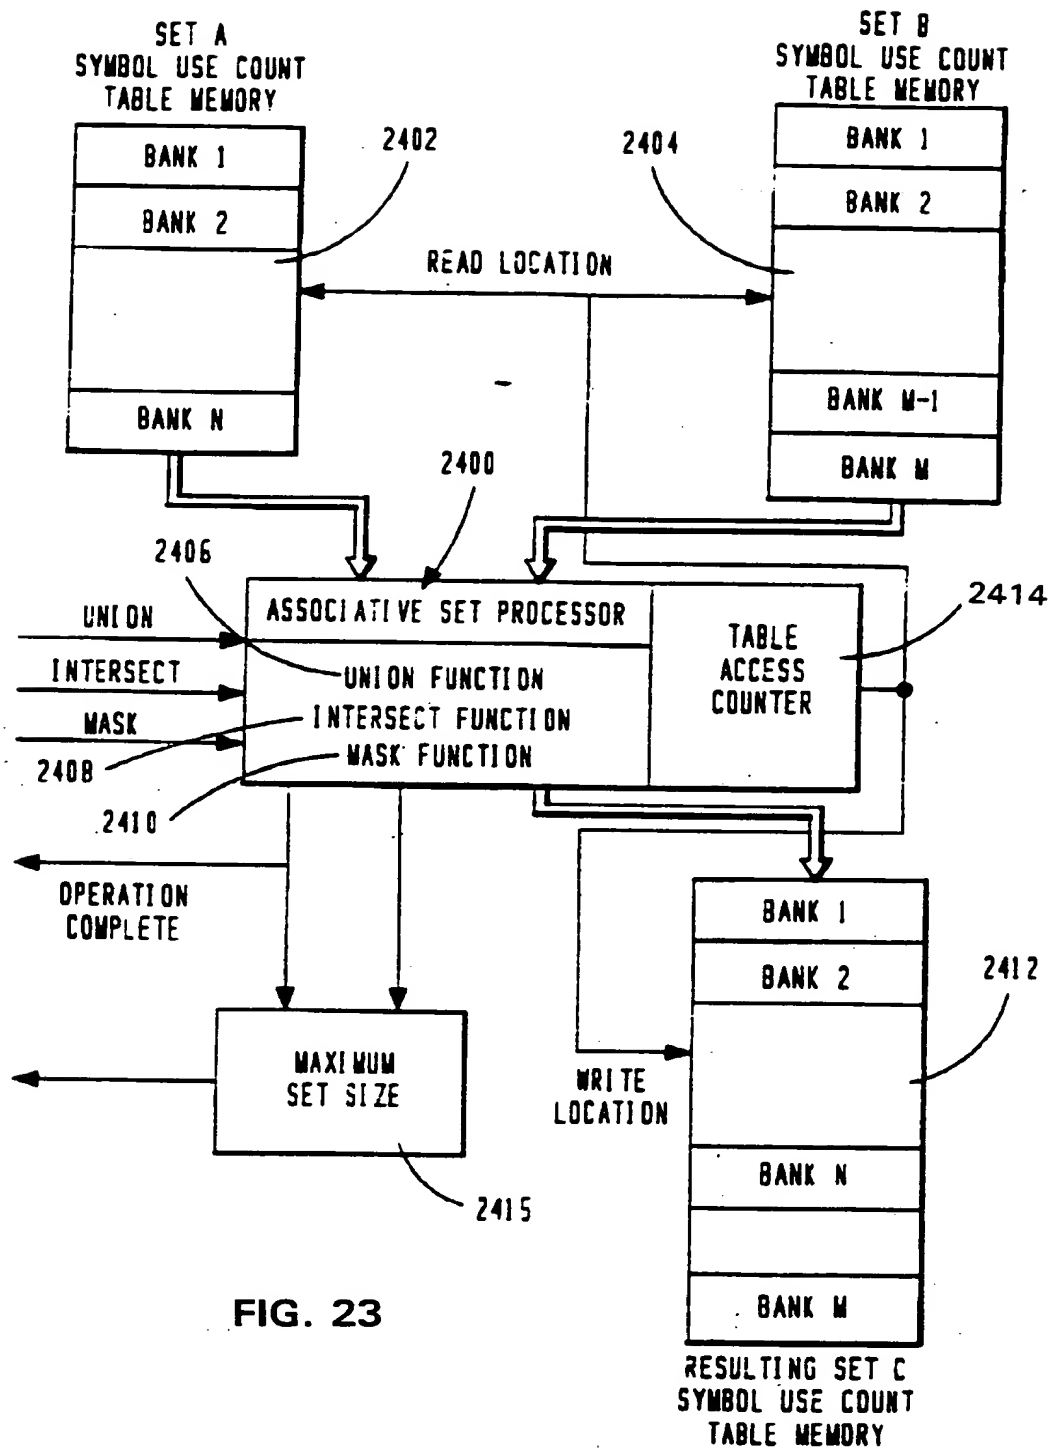 SET A
SYMBOL USE COUNT
TABLE MEMORY
BANK 1
BANK 2
BANK N
2402
SET B
SYMBOL USE COUNT
TABLE MEMORY
BANK 1
BANK 2
BANK M-1
BANK M
2404
READ LOCATION
2400
2406
UNION
INTERSECT
MASK
2408
2410
ASSOCIATIVE SET PROCESSOR
UNION FUNCTION
INTERSECT FUNCTION
MASK FUNCTION
TABLE
ACCESS
COUNTER
2414
OPERATION
COMPLETE
MAXIMUM
SET SIZE
2415
WRITE
LOCATION
BANK 1
BANK 2
BANK N
BANK M
2412
RESULTING SET C
SYMBOL USE COUNT
TABLE MEMORY
FIG. 23